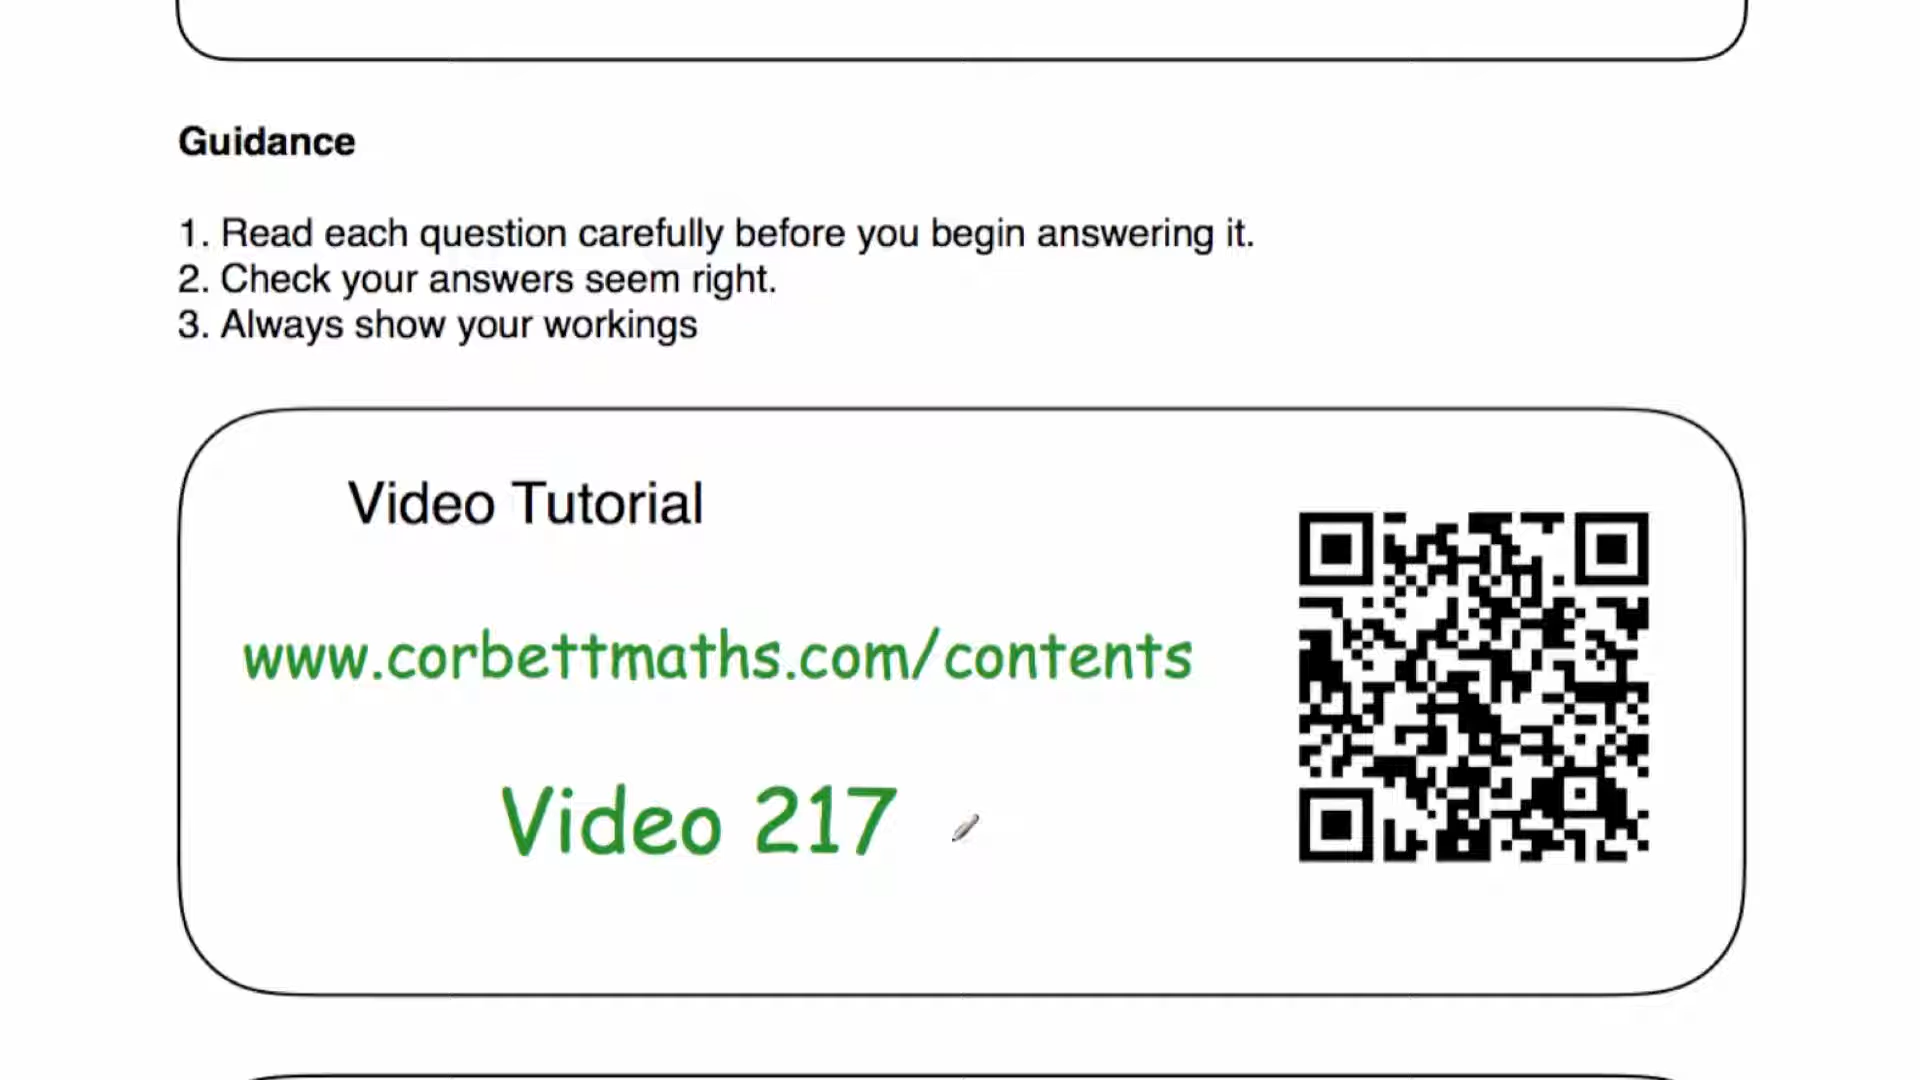 Guidance
1. Read each question carefully before you begin answering it.
2. Check your answers seem right.
3. Always show your workings
Video Tutorial
www.corbettmaths.com/contents
Video 217